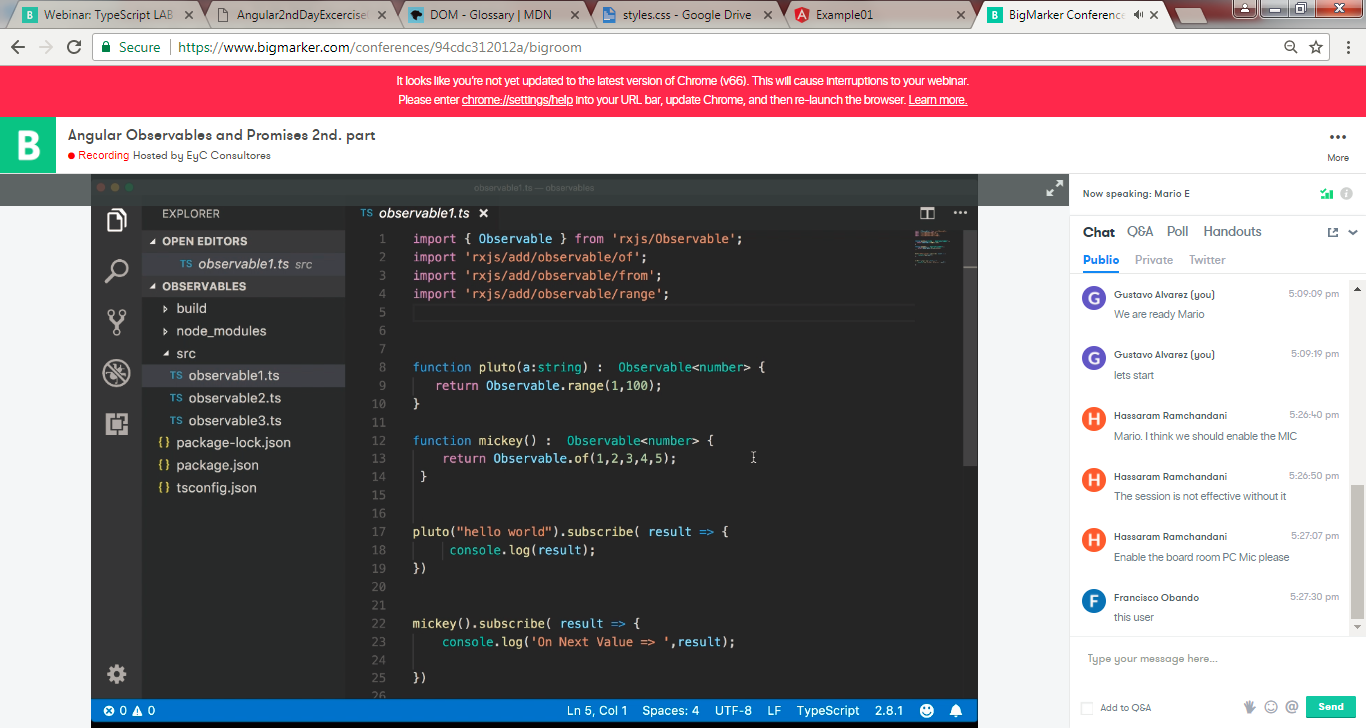 Webinar: TypeScript LAB
Angular2ndDayExcercise
DOM - Glossary | MDN
styles.css - Google Drive
Example01
BigMarker Conference
Secure
https://www.bigmarker.com/conferences/94cdc312012a/bigroom
It looks like you're not yet updated to the latest version of Chrome (v66). This will cause interruptions to your webinar.
Please enter chrome://settings/help into your URL bar, update Chrome, and then re-launch the browser. Learn more.
B
Angular Observables and Promises 2nd. part
Recording Hosted by EyC Consultores
More
observable1.ts — observables
EXPLORER
OPEN EDITORS
TS observable1.ts src
OBSERVABLES
build
node_modules
src
TS observable1.ts
TS observable2.ts
TS observable3.ts
{} package-lock.json
{} package.json
{} tsconfig.json
TS observable1.ts
1 import { Observable } from 'rxjs/Observable';
2 import 'rxjs/add/observable/of';
3 import 'rxjs/add/observable/from';
4 import 'rxjs/add/observable/range';
5
6
7
8 function pluto(a:string) : Observable<number> {
9 return Observable.range(1,100);
10 }
11
12 function mickey() : Observable<number> {
13 return Observable.of(1,2,3,4,5);
14 }
15
16
17 pluto("hello world").subscribe( result => {
18 console.log(result);
19 })
20
21
22 mickey().subscribe( result => {
23 console.log('On Next Value => ',result);
24
25 })
26
0 0
Ln 5, Col 1 Spaces: 4 UTF-8 LF TypeScript 2.8.1
Now speaking: Mario E
Chat Q&A Poll Handouts
Public Private Twitter
G Gustavo Alvarez (you) 5:09:09 pm
We are ready Mario
G Gustavo Alvarez (you) 5:09:19 pm
lets start
H Hassaram Ramchandani 5:26:40 pm
Mario. I think we should enable the MIC
H Hassaram Ramchandani 5:26:50 pm
The session is not effective without it
H Hassaram Ramchandani 5:27:07 pm
Enable the board room PC Mic please
F Francisco Obando 5:27:30 pm
this user
Type your message here...
Add to Q&A
@
Send